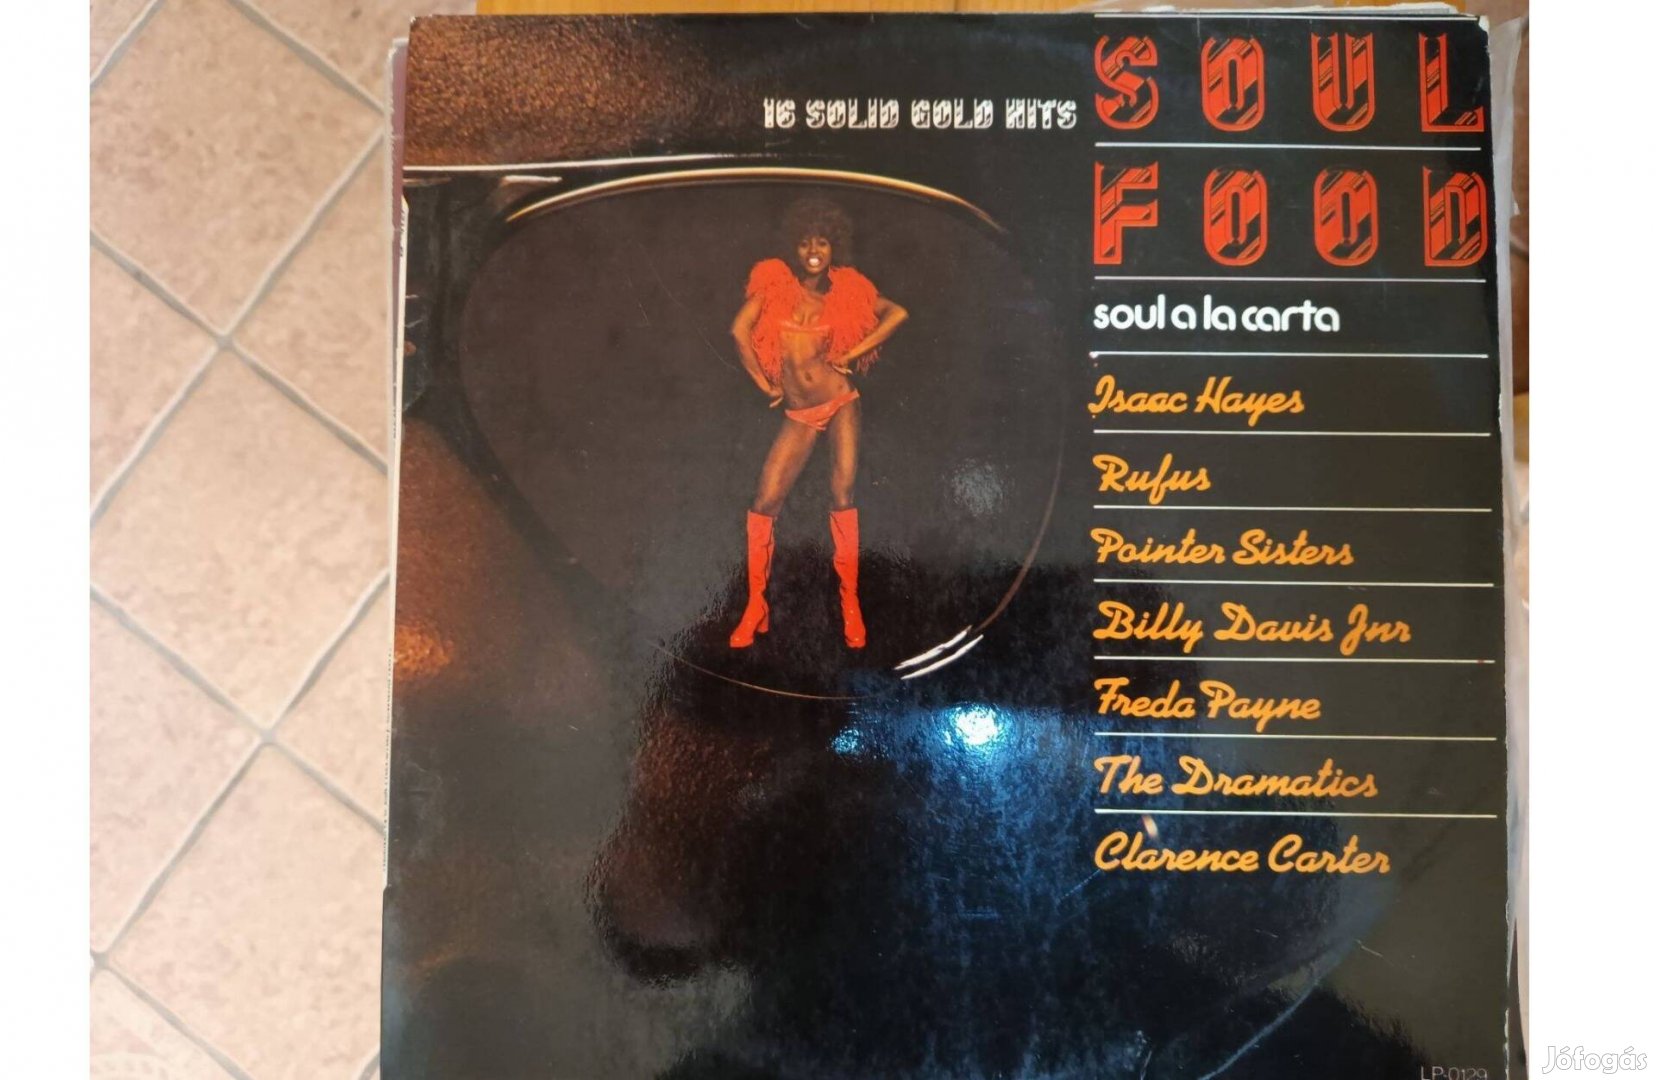 16 SOLID GOLD HITS
SOUL
FOOD
soul a la carta
Isaac Hayes
Rufus
Pointer Sisters
Billy Davis Jnr
Freda Payne
The Dramatics
Clarence Carter
LP-0129
Jófogás